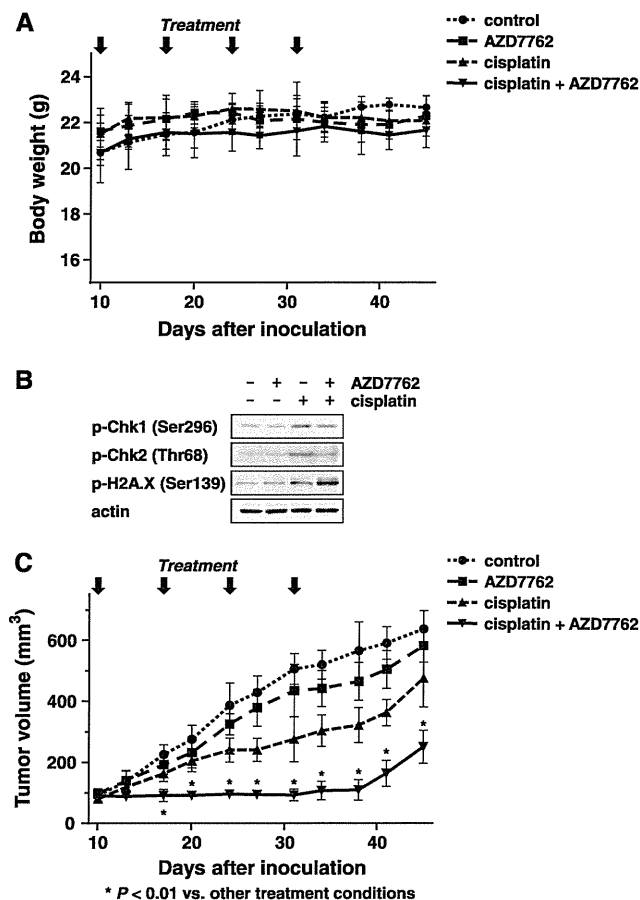 A
Treatment
control
AZD7762
cisplatin
cisplatin + AZD7762
Body weight (g)
24
22
20
18
16
10 20 30 40
Days after inoculation
B
− + − + AZD7762
− − + + cisplatin
p-Chk1 (Ser296)
p-Chk2 (Thr68)
p-H2A.X (Ser139)
actin
C
Treatment
control
AZD7762
cisplatin
cisplatin + AZD7762
Tumor volume (mm³)
600
400
200
0
* * * * * * * * *
10 20 30 40
Days after inoculation
* P < 0.01 vs. other treatment conditions